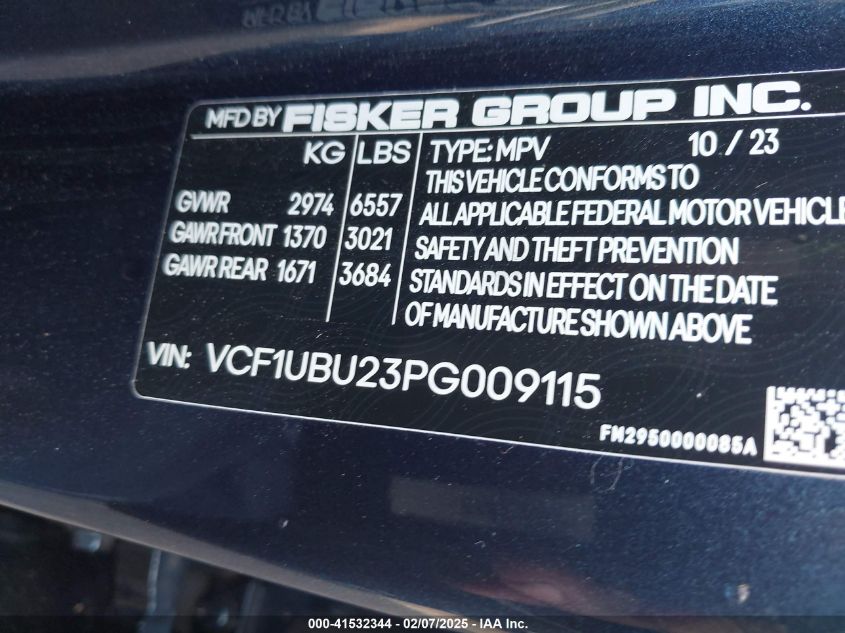 MFD BY FISKER GROUP INC.
KG LBS TYPE: MPV 10 / 23
THIS VEHICLE CONFORMS TO
GVWR 2974 6557 ALL APPLICABLE FEDERAL MOTOR VEHICLE
GAWR FRONT 1370 3021 SAFETY AND THEFT PREVENTION
GAWR REAR 1671 3684 STANDARDS IN EFFECT ON THE DATE
OF MANUFACTURE SHOWN ABOVE
VIN: VCF1UBU23PG009115
FM2950000085A
000-41532344 - 02/07/2025 - IAA Inc.